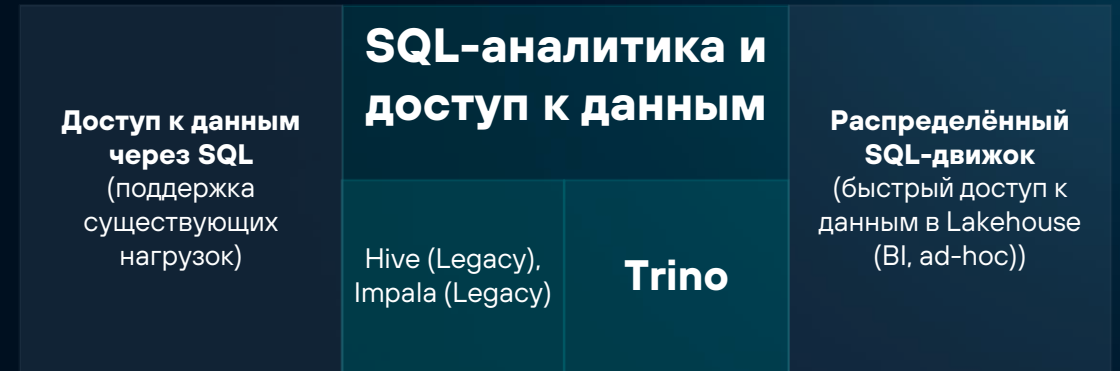 Доступ к данным
через SQL
(поддержка
существующих
нагрузок)
SQL-аналитика и
доступ к данным
Hive (Legacy),
Impala (Legacy)
Trino
Распределённый
SQL-движок
(быстрый доступ к
данным в Lakehouse
(BI, ad-hoc))